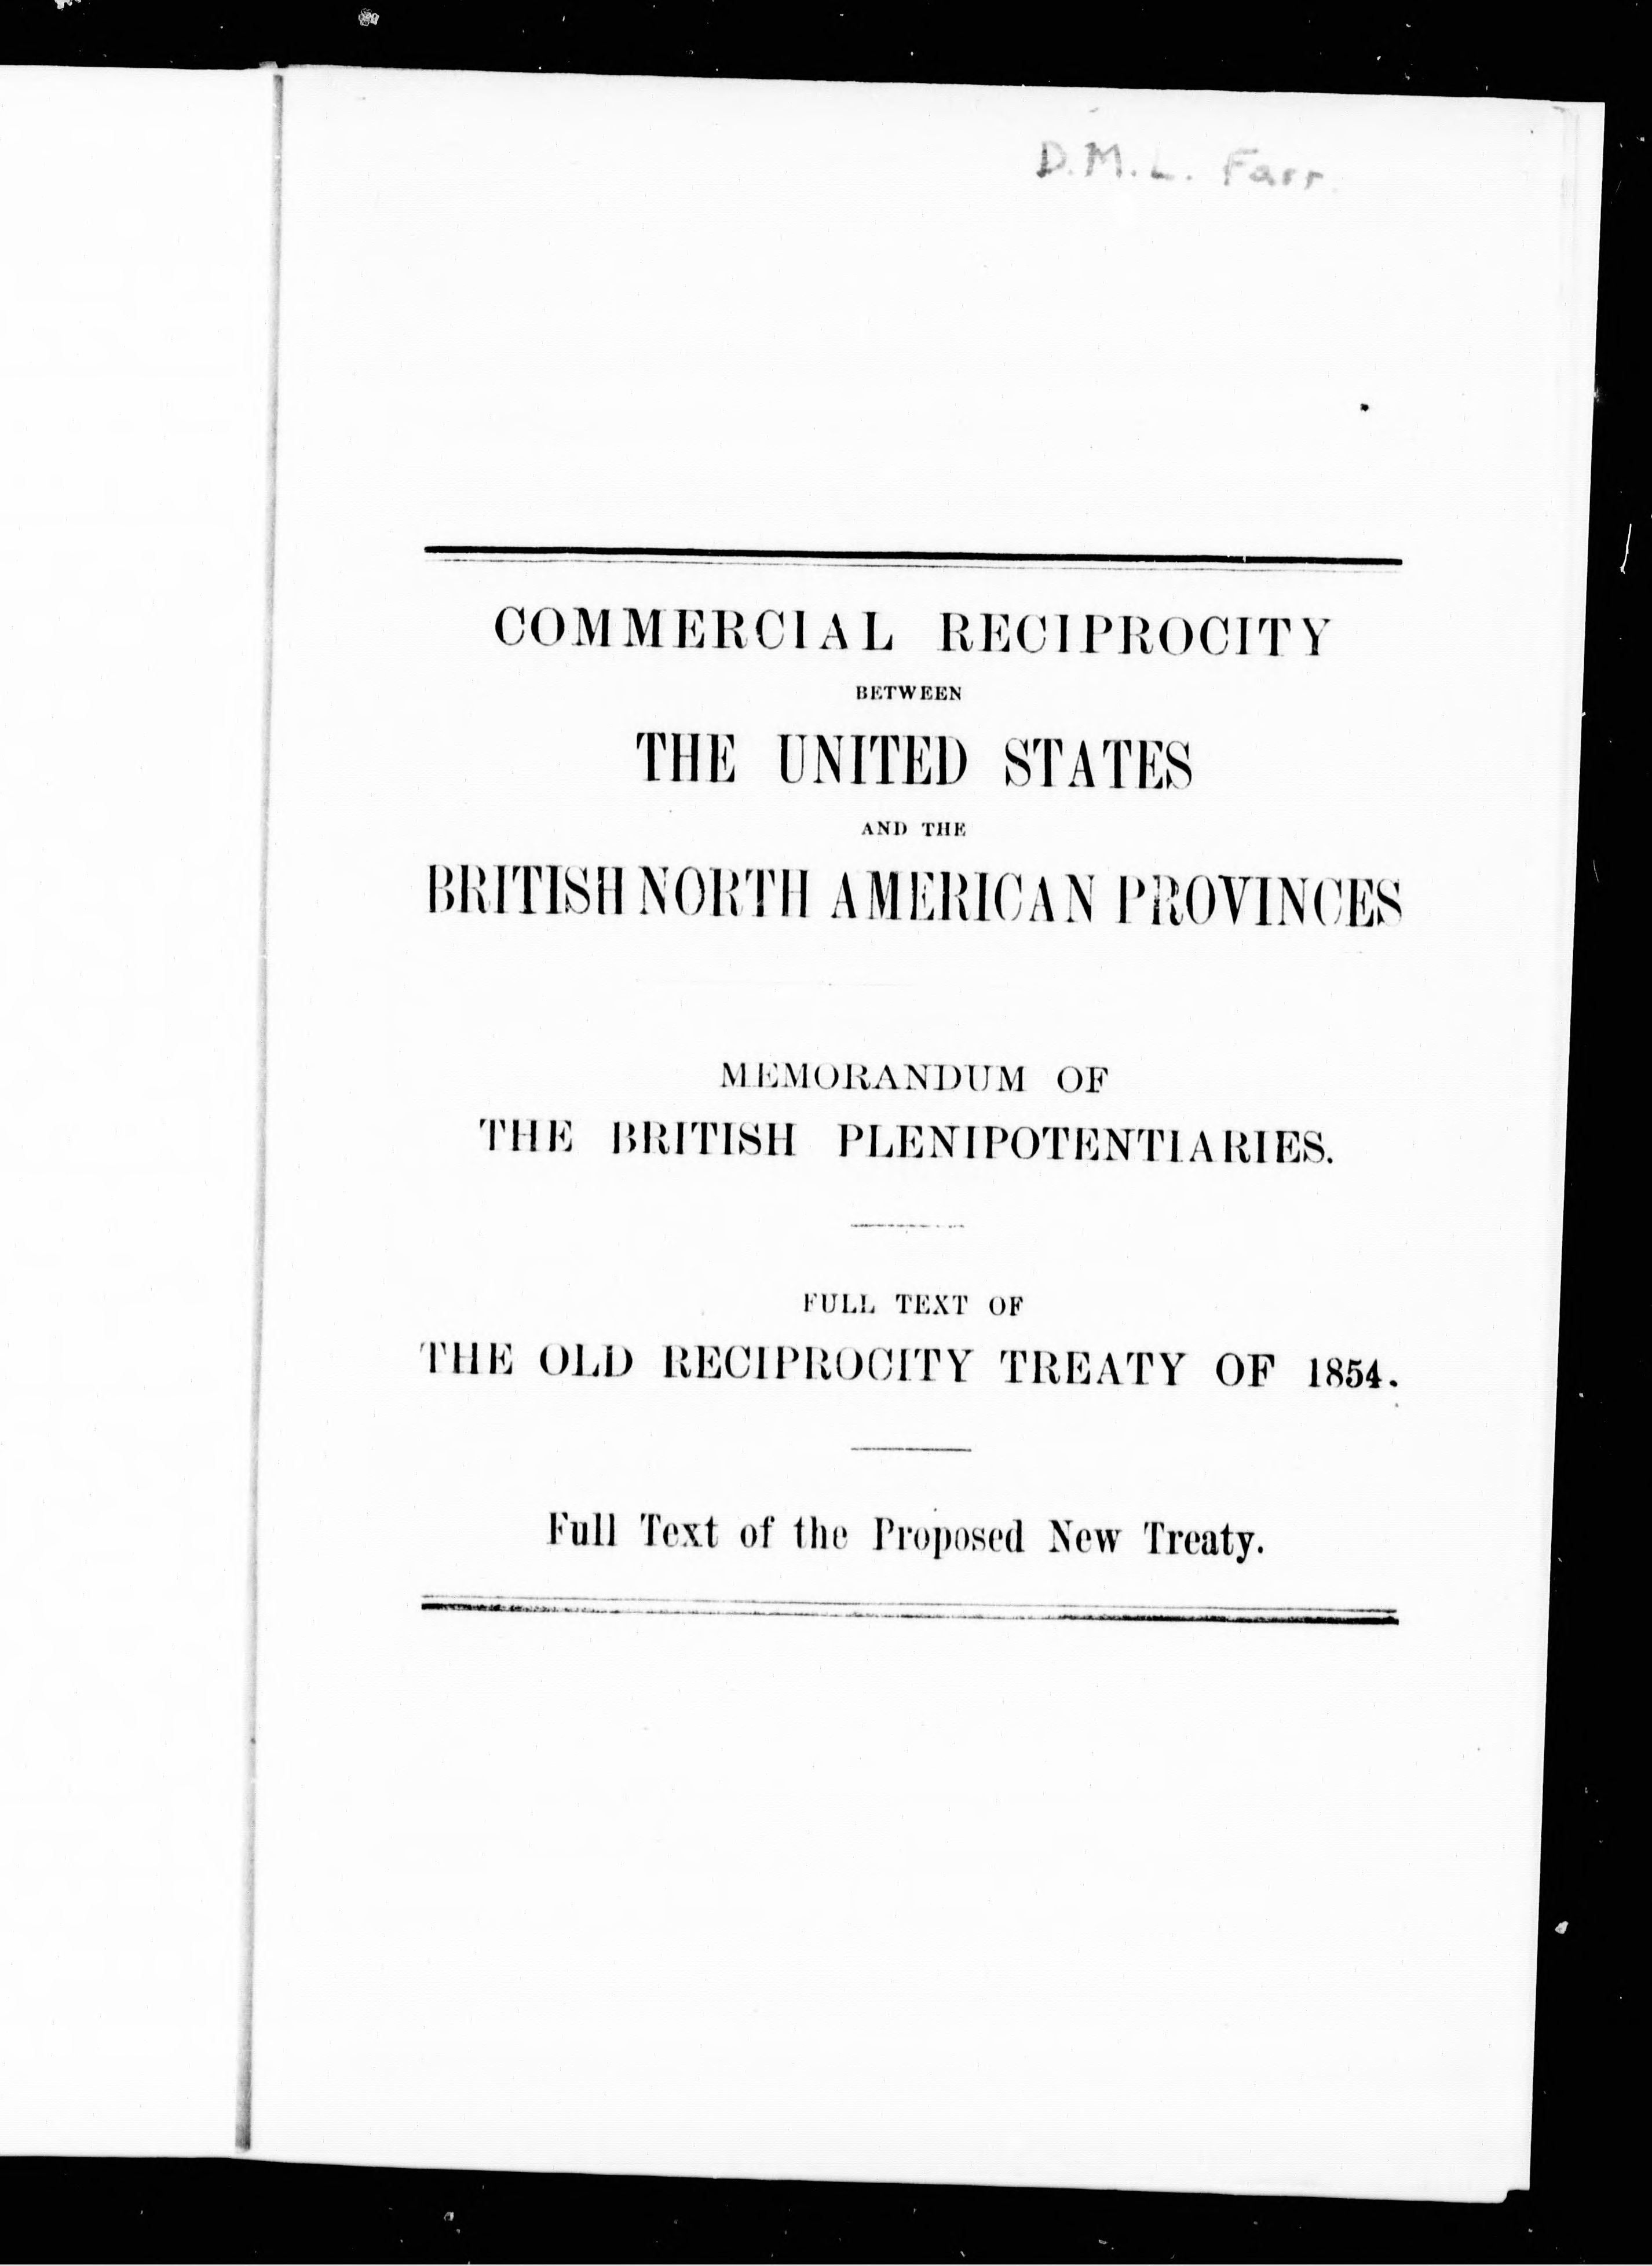 D.M.L. Farr.
COMMERCIAL RECIPROCITY
BETWEEN
THE UNITED STATES
AND THE
BRITISH NORTH AMERICAN PROVINCES
MEMORANDUM OF
THE BRITISH PLENIPOTENTIARIES.
FULL TEXT OF
THE OLD RECIPROCITY TREATY OF 1854.
Full Text of the Proposed New Treaty.